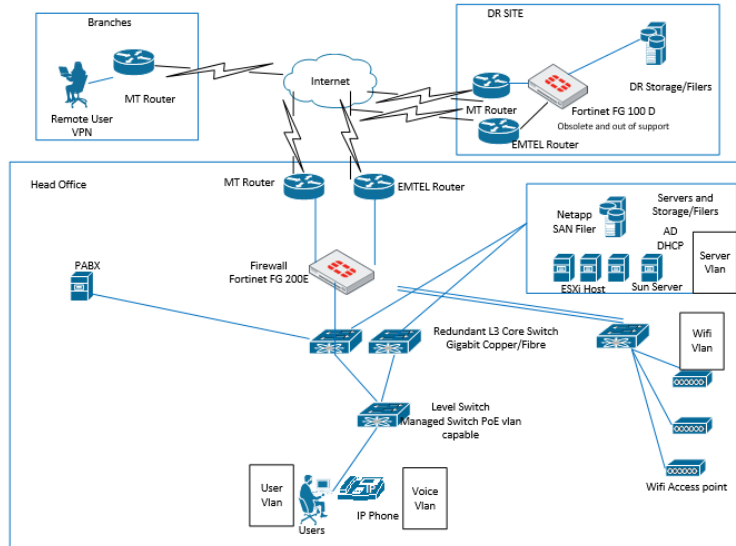 Branches
MT Router
Remote User
VPN
Internet
DR SITE
DR Storage/Filers
MT Router
Fortinet FG 100 D
Obsolete and out of support
EMTEL Router
Head Office
MT Router
EMTEL Router
Servers and
Storage/Filers
Netapp
SAN Filer
AD
DHCP
Server
Vlan
ESXi Host
Sun Server
PABX
Firewall
Fortinet FG 200E
Redundant L3 Core Switch
Gigabit Copper/Fibre
Wifi
Vlan
Level Switch
Managed Switch PoE vlan
capable
User
Vlan
Users
IP
IP Phone
Voice
Vlan
Wifi Access point